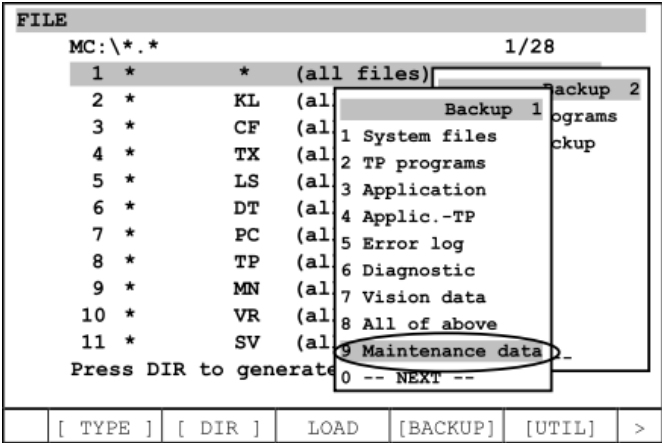 FILE
MC:\*.* 1/28
1 * * (all files)
2 * KL (al
3 * CF (al
4 * TX (al
5 * LS (al
6 * DT (al
7 * PC (al
8 * TP (al
9 * MN (al
10 * VR (al
11 * SV (al
Press DIR to generate
Backup 1
1 System files
2 TP programs
3 Application
4 Applic.-TP
5 Error log
6 Diagnostic
7 Vision data
8 All of above
9 Maintenance data
0 -- NEXT --
ackup 2
ograms
ckup
--
[ TYPE ] [ DIR ] LOAD [BACKUP] [UTIL] >